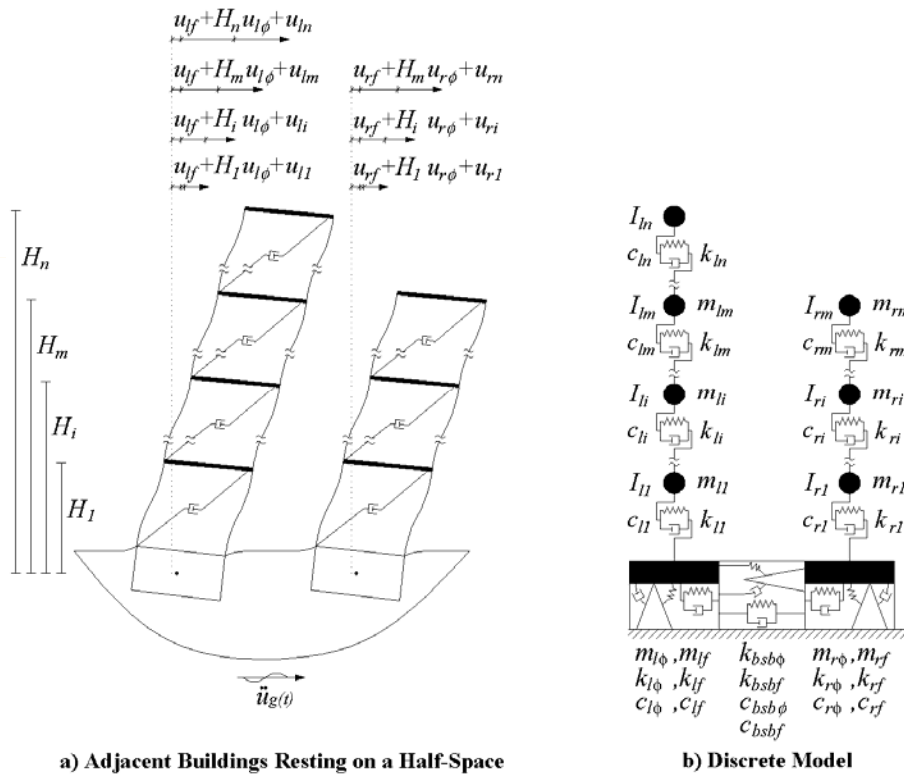 u_lf+H_n u_lϕ+u_ln
u_lf+H_m u_lϕ+u_lm
u_rf+H_m u_rϕ+u_rn
u_lf+H_i u_lϕ+u_li
u_rf+H_i u_rϕ+u_ri
u_lf+H_1 u_lϕ+u_l1
u_rf+H_1 u_rϕ+u_r1
H_n
H_m
H_i
H_1
ü_g(t)
a) Adjacent Buildings Resting on a Half-Space
I_ln
c_ln k_ln
I_lm m_lm
c_lm k_lm
I_li m_li
c_li k_li
I_l1 m_l1
c_l1 k_l1
I_rm m_rm
c_rm k_rm
I_ri m_ri
c_ri k_ri
I_r1 m_r1
c_r1 k_r1
m_lϕ ,m_lf
k_lϕ ,k_lf
c_lϕ ,c_lf
k_bsbϕ
k_bsbf
c_bsbϕ
c_bsbf
m_rϕ ,m_rf
k_rϕ ,k_rf
c_rϕ ,c_rf
b) Discrete Model